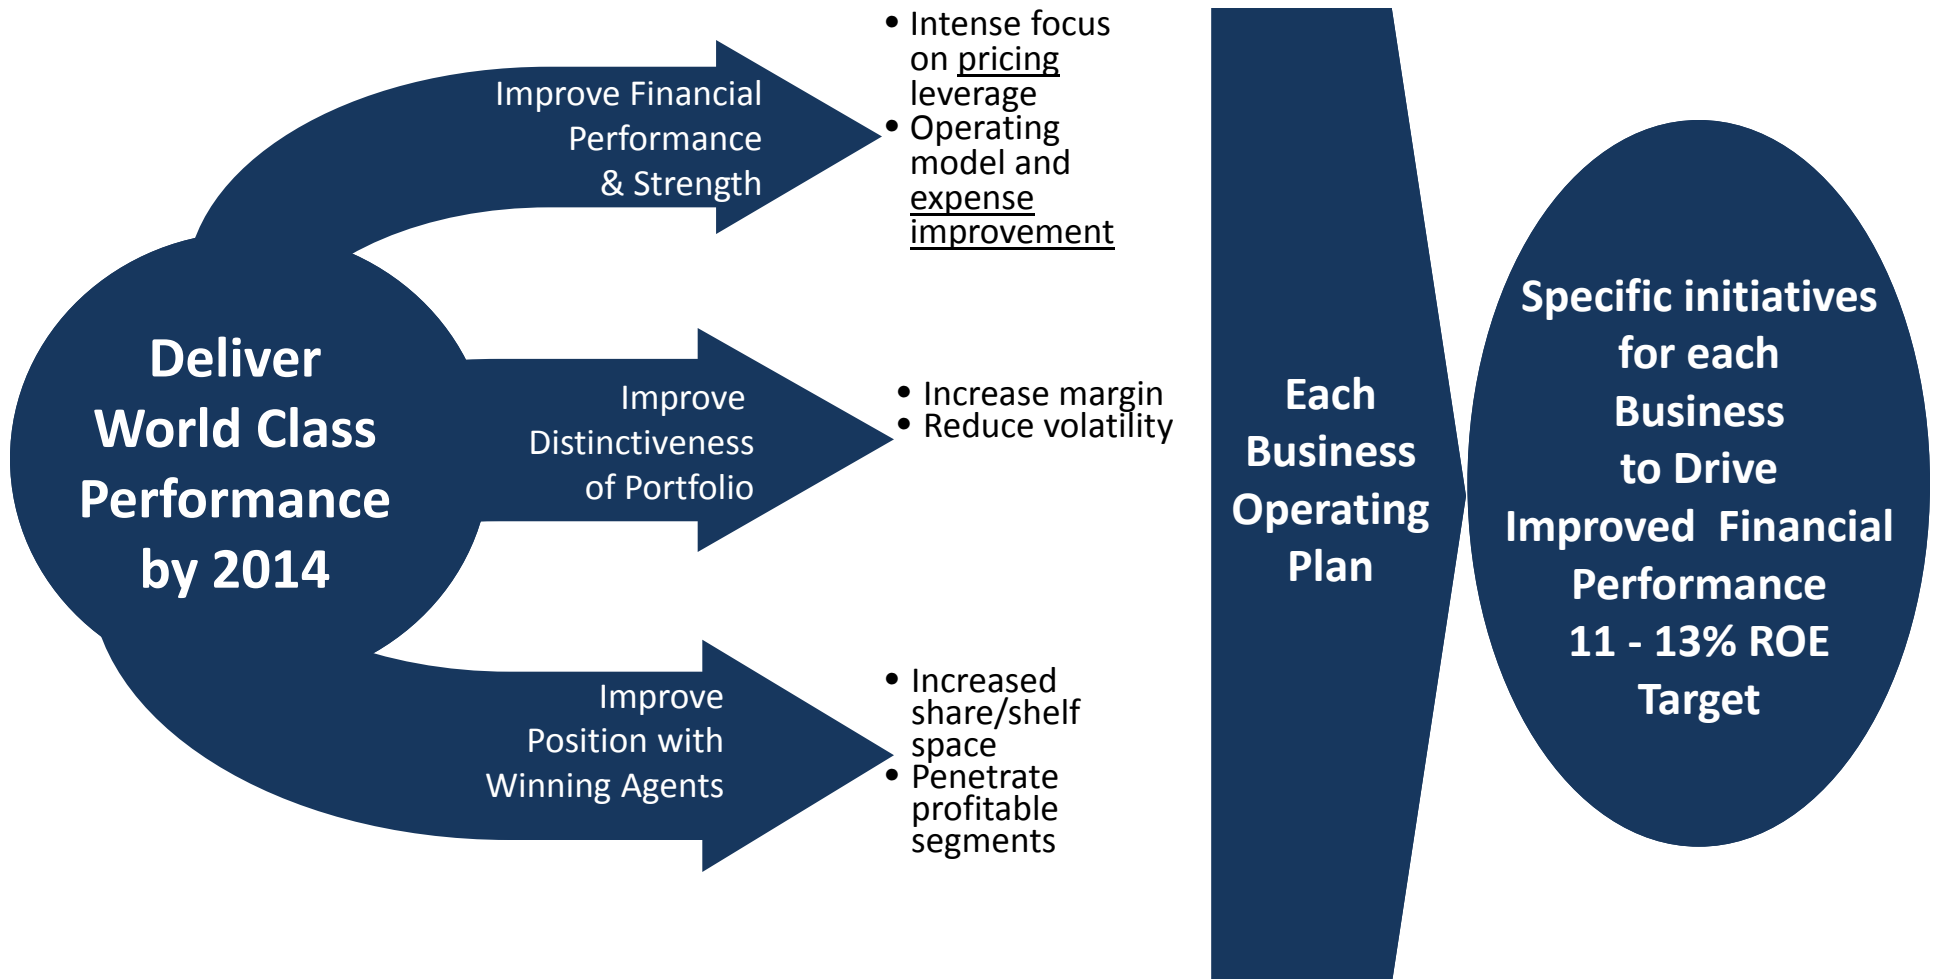 Deliver
World Class
Performance
by 2014
Improve Financial
Performance
& Strength
• Intense focus
on pricing
leverage
• Operating
model and
expense
improvement
Improve
Distinctiveness
of Portfolio
• Increase margin
• Reduce volatility
Improve
Position with
Winning Agents
• Increased
share/shelf
space
• Penetrate
profitable
segments
Each
Business
Operating
Plan
Specific initiatives
for each
Business
to Drive
Improved Financial
Performance
11 - 13% ROE
Target